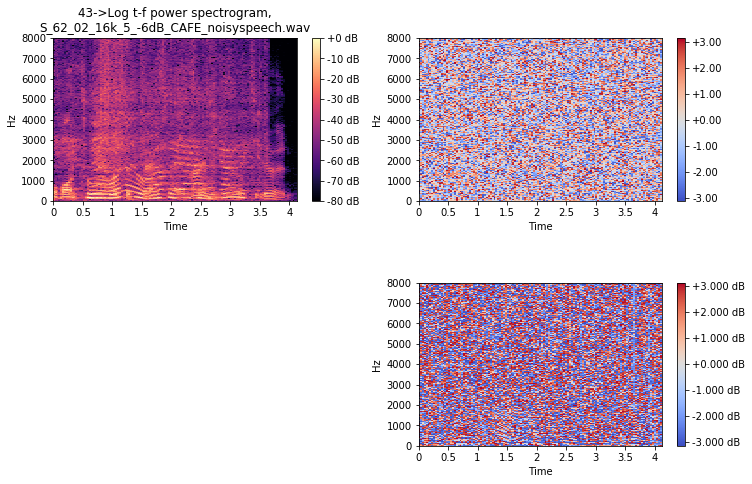 43->Log t-f power spectrogram,
S_62_02_16k_5_-6dB_CAFE_noisyspeech.wav
8000
7000
6000
5000
4000
3000
2000
1000
0
Hz
0 0.5 1 1.5 2 2.5 3 3.5 4
Time
+0 dB
-10 dB
-20 dB
-30 dB
-40 dB
-50 dB
-60 dB
-70 dB
-80 dB
8000
7000
6000
5000
4000
3000
2000
1000
0
Hz
0 0.5 1 1.5 2 2.5 3 3.5 4
Time
+3.00
+2.00
+1.00
+0.00
-1.00
-2.00
-3.00
8000
7000
6000
5000
4000
3000
2000
1000
0
Hz
0 0.5 1 1.5 2 2.5 3 3.5 4
Time
+3.000 dB
+2.000 dB
+1.000 dB
+0.000 dB
-1.000 dB
-2.000 dB
-3.000 dB